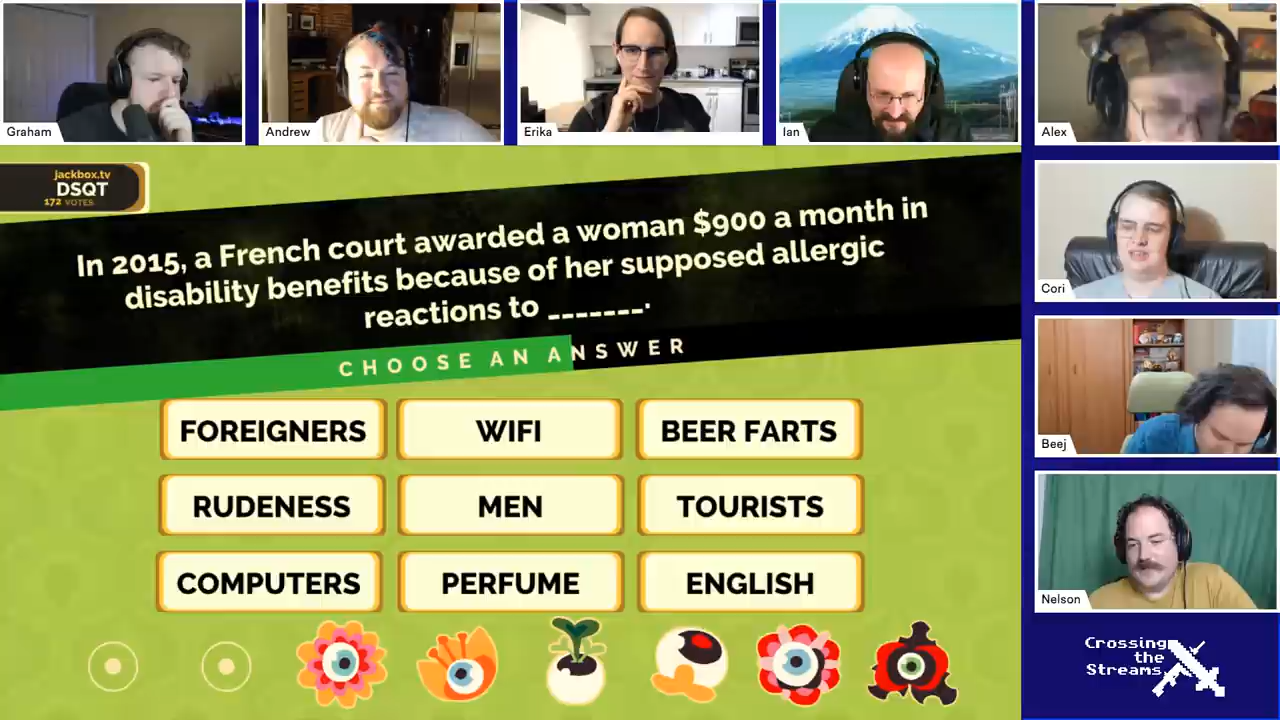 Graham
Andrew
Erika
Ian
Alex
jackbox.tv
DSQT
172 VOTES
In 2015, a French court awarded a woman $900 a month in
disability benefits because of her supposed allergic
reactions to _______.
CHOOSE AN ANSWER
FOREIGNERS
WIFI
BEER FARTS
RUDENESS
MEN
TOURISTS
COMPUTERS
PERFUME
ENGLISH
Cori
Beej
Nelson
Crossing
the
Streams